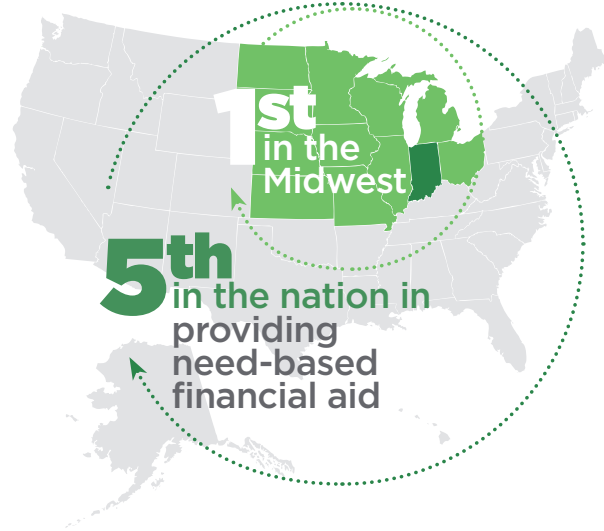 1st
in the
Midwest
5th
in the nation in
providing
need-based
financial aid